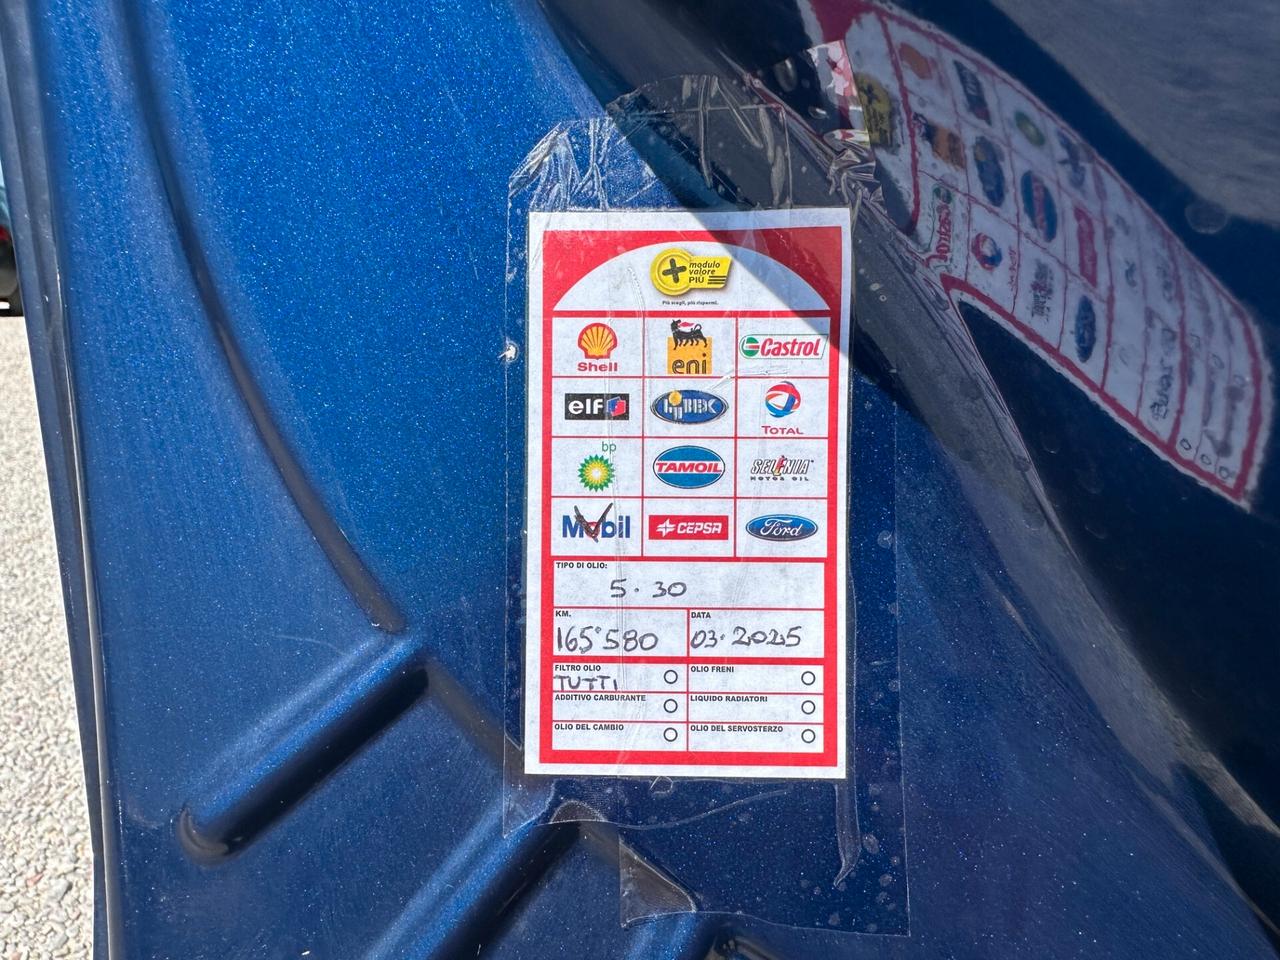 modulo
valore
PIÙ
Più scegli, più risparmi.
Shell
eni
Castrol
elf
TOTAL
bp
TAMOIL
SELENIA
MOTOR OIL
Mobil
CEPSA
Ford
TIPO DI OLIO:
5.30
KM.
165°580
DATA
03.2025
FILTRO OLIO
TUTTI
OLIO FRENI
ADDITIVO CARBURANTE
LIQUIDO RADIATORI
OLIO DEL CAMBIO
OLIO DEL SERVOSTERZO